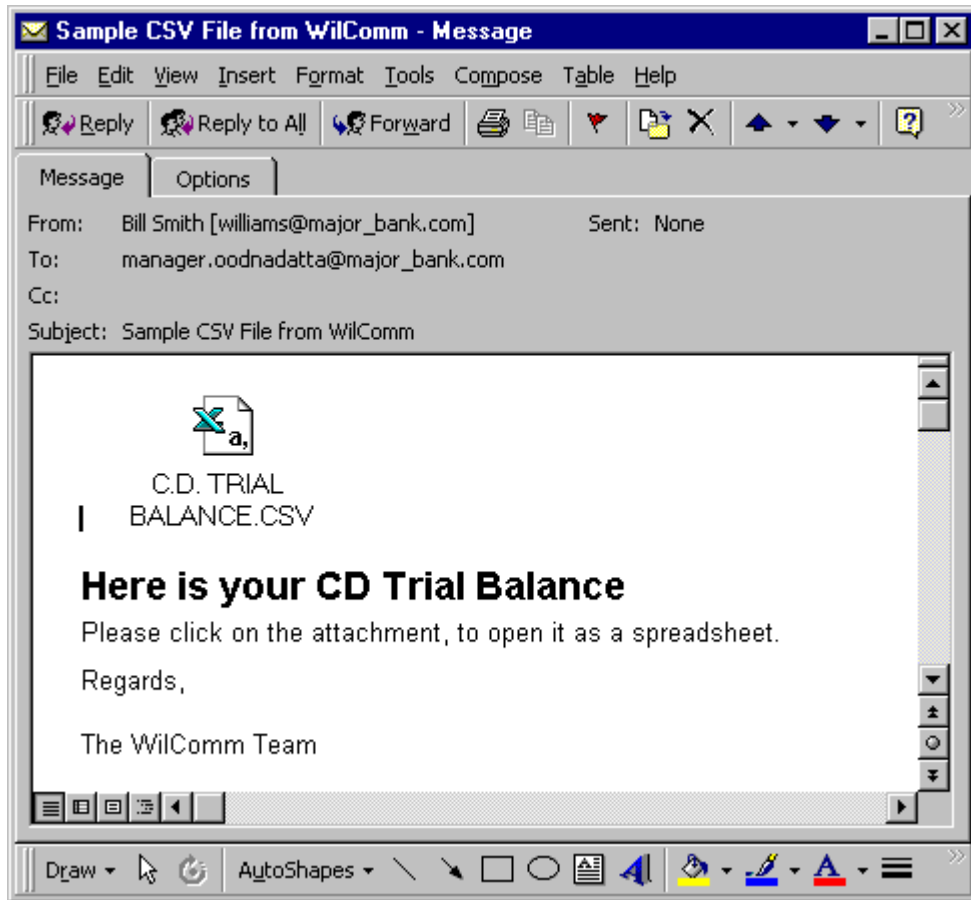 Sample CSV File from WilComm - Message
File Edit View Insert Format Tools Compose Table Help
Reply Reply to All Forward
Message Options
From: Bill Smith [williams@major_bank.com] Sent: None
To: manager.oodnadatta@major_bank.com
Cc:
Subject: Sample CSV File from WilComm
a,
C.D. TRIAL
BALANCE.CSV
Here is your CD Trial Balance
Please click on the attachment, to open it as a spreadsheet.
Regards,
The WilComm Team
Draw AutoShapes A A